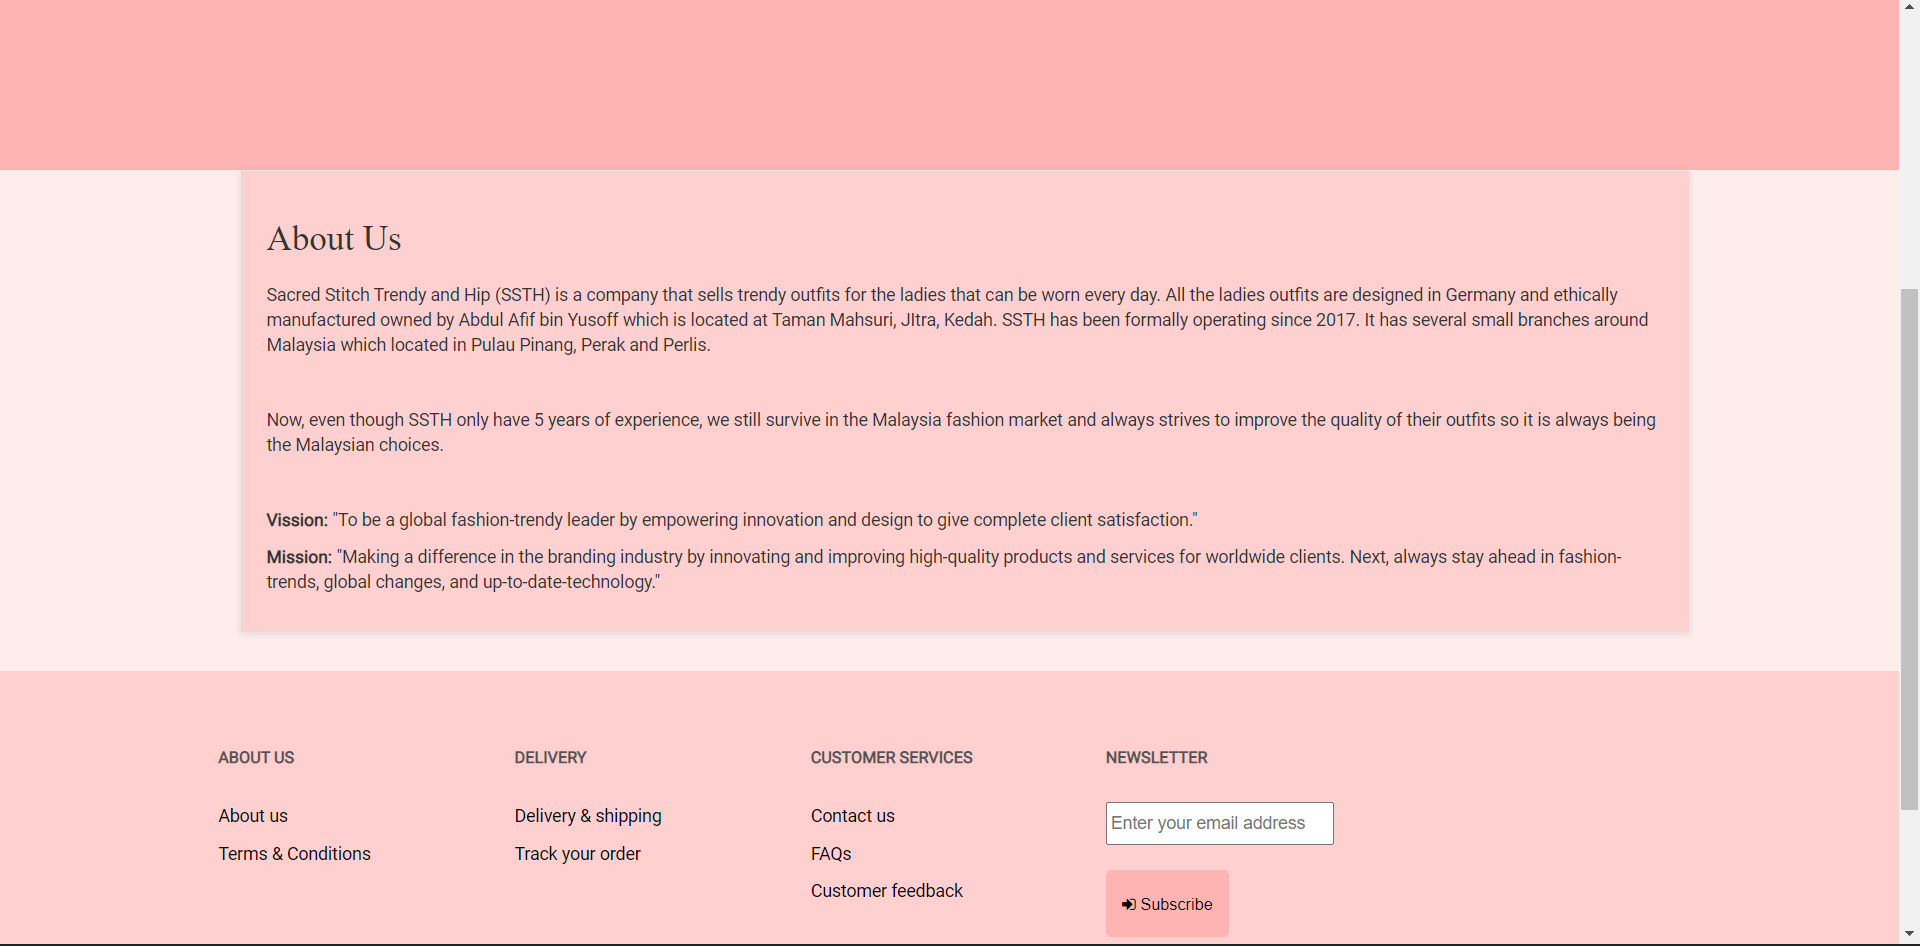 About Us
Sacred Stitch Trendy and Hip (SSTH) is a company that sells trendy outfits for the ladies that can be worn every day. All the ladies outfits are designed in Germany and ethically
manufactured owned by Abdul Afif bin Yusoff which is located at Taman Mahsuri, JItra, Kedah. SSTH has been formally operating since 2017. It has several small branches around
Malaysia which located in Pulau Pinang, Perak and Perlis.
Now, even though SSTH only have 5 years of experience, we still survive in the Malaysia fashion market and always strives to improve the quality of their outfits so it is always being
the Malaysian choices.
Vission: "To be a global fashion-trendy leader by empowering innovation and design to give complete client satisfaction."
Mission: "Making a difference in the branding industry by innovating and improving high-quality products and services for worldwide clients. Next, always stay ahead in fashion-
trends, global changes, and up-to-date-technology."
ABOUT US
About us
Terms & Conditions
DELIVERY
Delivery & shipping
Track your order
CUSTOMER SERVICES
Contact us
FAQs
Customer feedback
NEWSLETTER
Enter your email address
Subscribe